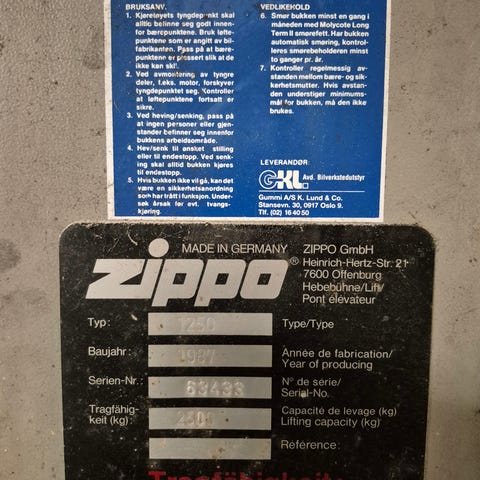 BRUKSANV.
1. Kjøretøyets tyngdepunkt skal
alltid befinne seg godt innen-
for bærepunktene. Bruk løfte-
punktene som er angitt av bil-
fabrikanten. Pass på at bære-
punktene er plassert slik at de
ikke kan skli.
2. Ved avmontering av tyngre
deler, f.eks. motor, forskyver
tyngdepunktet seg. Kontroller
at løftepunktene fortsatt er
sikre.
3. Ved heving/senking, pass på
at ingen personer eller gjen-
stander befinner seg innenfor
bukkens arbeidsområde.
4. Hev/senk til ønsket stilling
eller til endestopp. Ved senk-
ing skal alltid bukken kjøres
til endestopp.
5. Hvis bukken ikke vil gå, kan det
være en sikkerhetsanordning
som har trått i funksjon. Under-
søk årsak før avt. tvangs-
kjøring.
VEDLIKEHOLD
6. Smør bukken minst en gang i
måneden med Molycote Long
Term II smørefett. Har bukken
automatisk smøring, kontrol-
leres smørebeholderen minst
to ganger pr. år.
7. Kontroller regelmessig av-
standen mellom bære- og sik-
kerhetsmutter. Hvis avstan-
den understiger minimums-
mål for bukken, må den ikke
brukes.
LEVERANDØR:
GKL. Avd. Bilverkstedutstyr
Gummi A/S K. Lund & Co.
Stansevn. 30, 0917 Oslo 9.
Tlf. (02) 16 40 50
MADE IN GERMANY
zippo®
ZIPPO GmbH
Heinrich-Hertz-Str. 21
7600 Offenburg
Hebebühne/Lift/
Pont élévateur
Typ: 1250 Type/Type
Baujahr: 1987 Année de fabrication/
Year of producing
Serien-Nr.: 63433 N° de série/
Serial-No.
Tragfähig-
keit (kg): 2500 Capacité de levage (kg)
Lifting capacity (kg)
Référence:
Tragfähigkeit